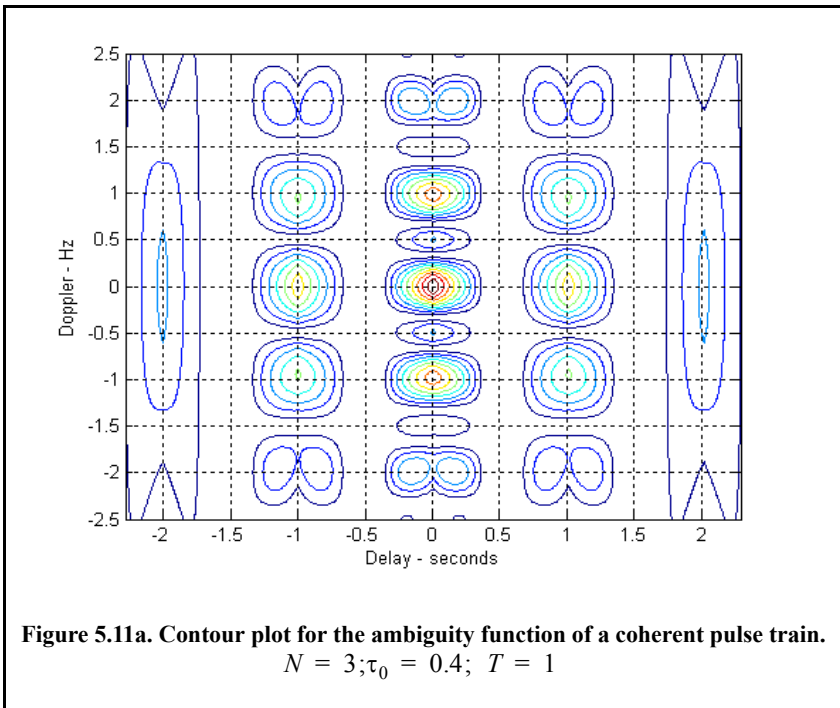 2.5
2
1.5
1
0.5
0
-0.5
-1
-1.5
-2
-2.5
Doppler - Hz
-2 -1.5 -1 -0.5 0 0.5 1 1.5 2
Delay - seconds
Figure 5.11a. Contour plot for the ambiguity function of a coherent pulse train.
N = 3;τ₀ = 0.4; T = 1